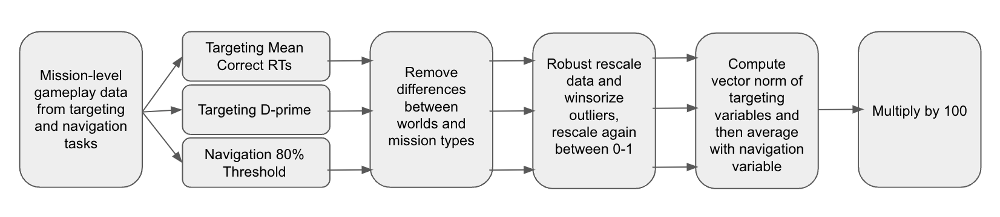 Mission-level
gameplay data
from targeting
and navigation
tasks
Targeting Mean
Correct RTs
Targeting D-prime
Navigation 80%
Threshold
Remove
differences
between
worlds and
mission types
Robust rescale
data and
winsorize
outliers,
rescale again
between 0-1
Compute
vector norm of
targeting
variables and
then average
with navigation
variable
Multiply by 100